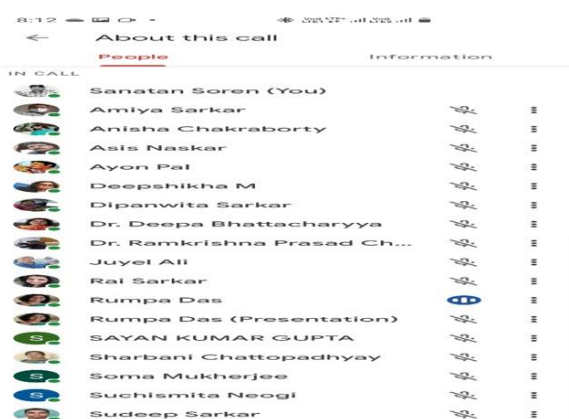 8:12
About this call
People Information
IN CALL
Sanatan Soren (You)
Amiya Sarkar
Anisha Chakraborty
Asis Naskar
Ayon Pal
Deepshikha M
Dipanwita Sarkar
Dr. Deepa Bhattacharyya
Dr. Ramkrishna Prasad Ch...
Juyel Ali
Rai Sarkar
Rumpa Das
Rumpa Das (Presentation)
S SAYAN KUMAR GUPTA
Sharbani Chattopadhyay
S Soma Mukherjee
S Suchismita Neogi
Sudeep Sarkar